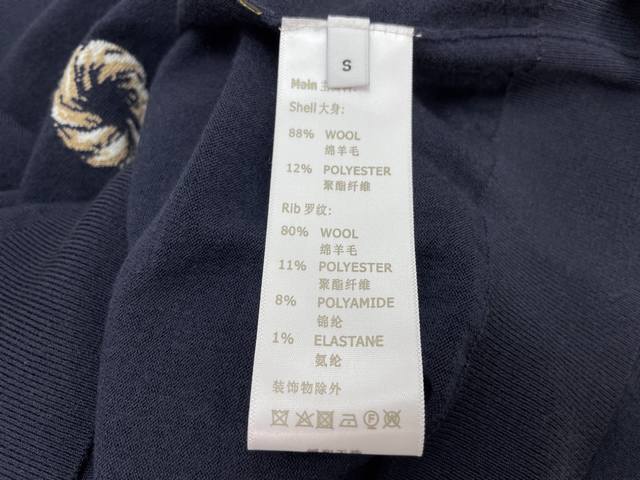 S
Main
Shell 大身:
88% WOOL
绵羊毛
12% POLYESTER
聚酯纤维
Rib 罗纹:
80% WOOL
绵羊毛
11% POLYESTER
聚酯纤维
8% POLYAMIDE
锦纶
1% ELASTANE
氨纶
装饰物除外